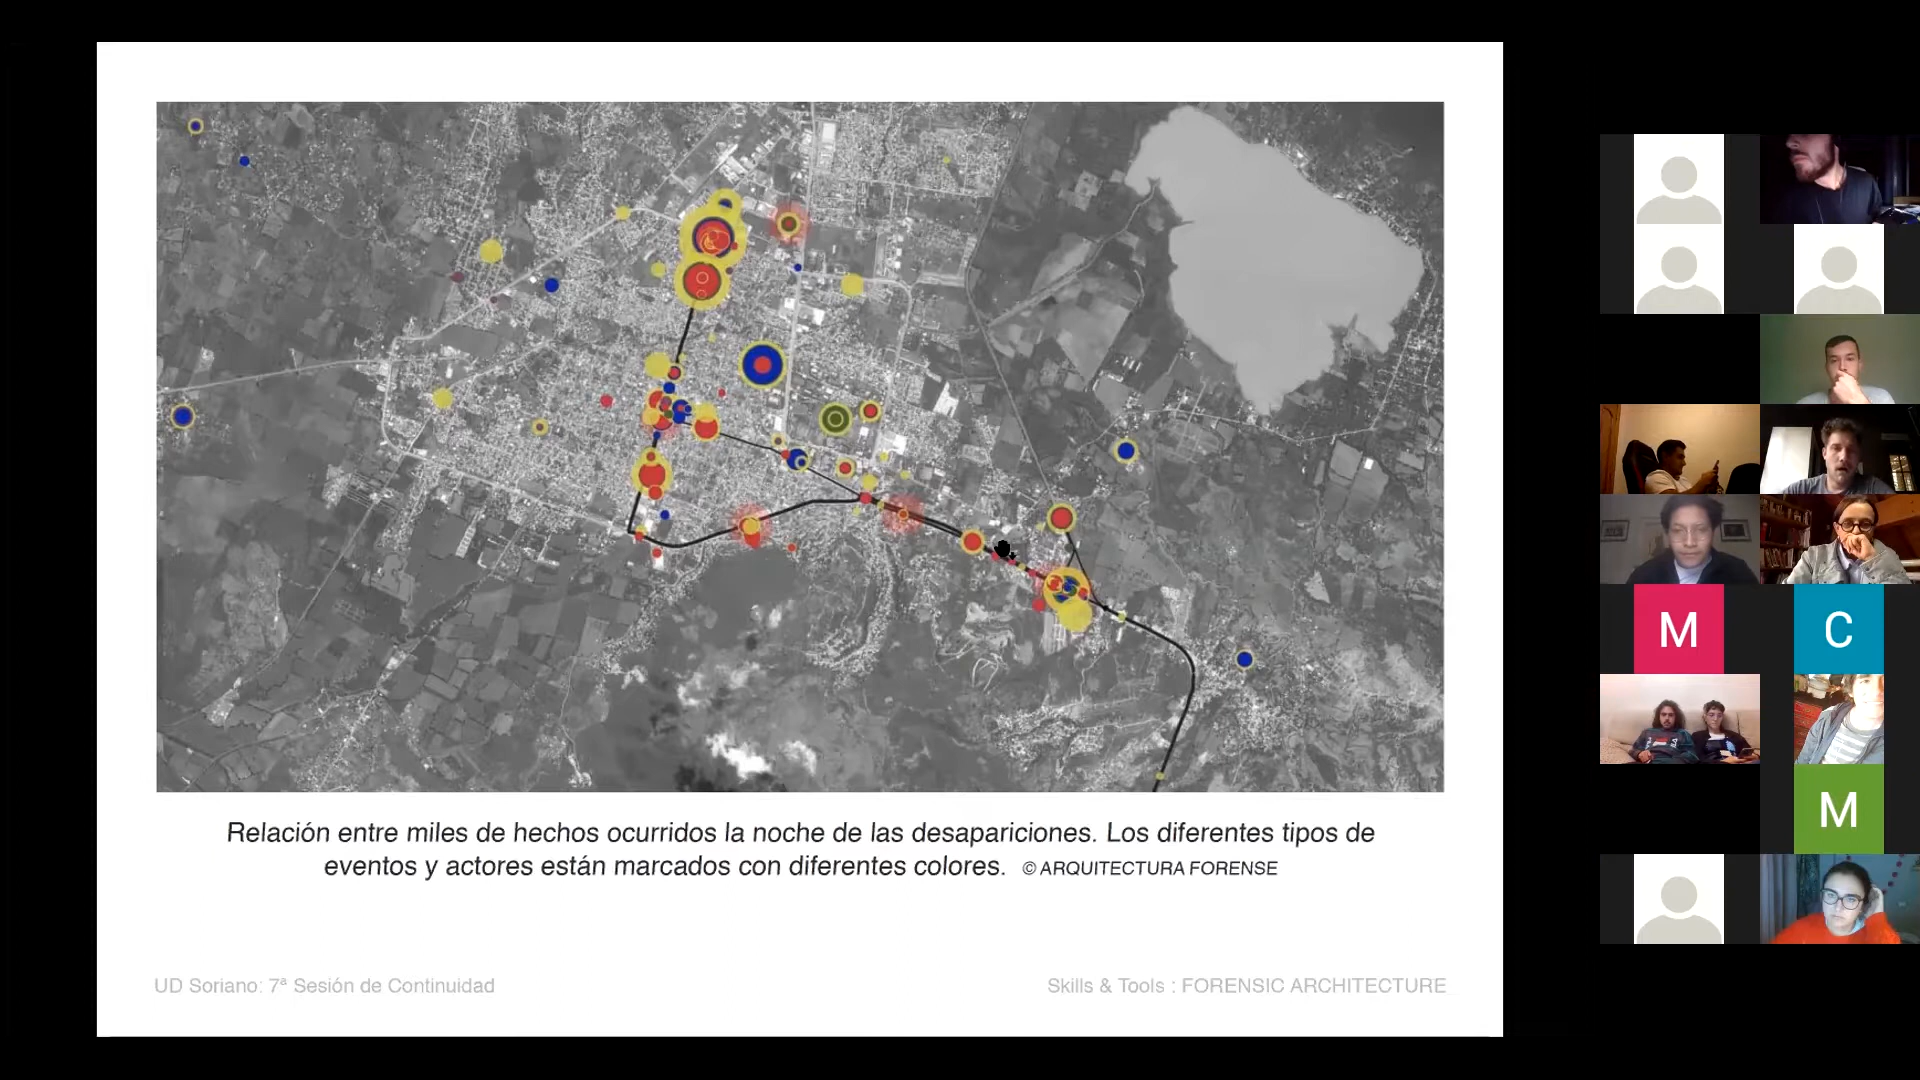 Relación entre miles de hechos ocurridos la noche de las desapariciones. Los diferentes tipos de
eventos y actores están marcados con diferentes colores. © ARQUITECTURA FORENSE
UD Soriano: 7ª Sesión de Continuidad
Skills & Tools : FORENSIC ARCHITECTURE
M
C
M